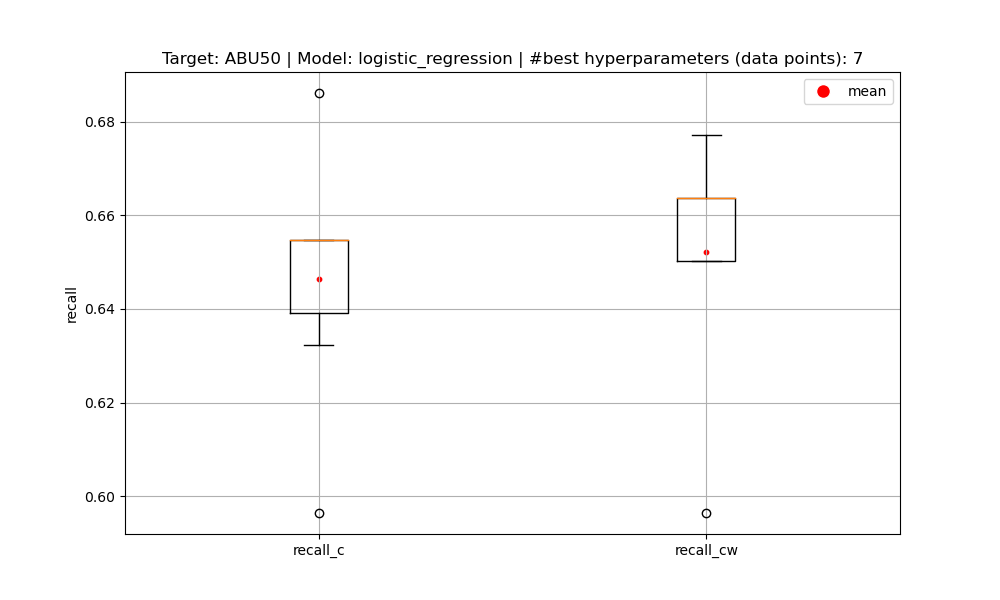 Target: ABU50 | Model: logistic_regression | #best hyperparameters (data points): 7
mean
0.68
0.66
0.64
0.62
0.60
recall
recall_c
recall_cw